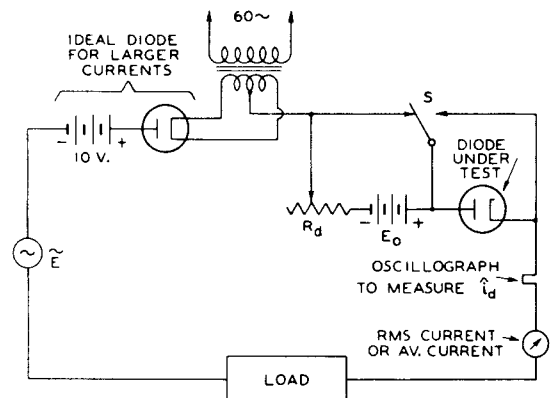 60~
IDEAL DIODE
FOR LARGER
CURRENTS
S
DIODE
UNDER
TEST
- +
10 V.
R_d
- +
E_o
Ẽ
OSCILLOGRAPH
TO MEASURE î_d
RMS CURRENT
OR AV. CURRENT
LOAD